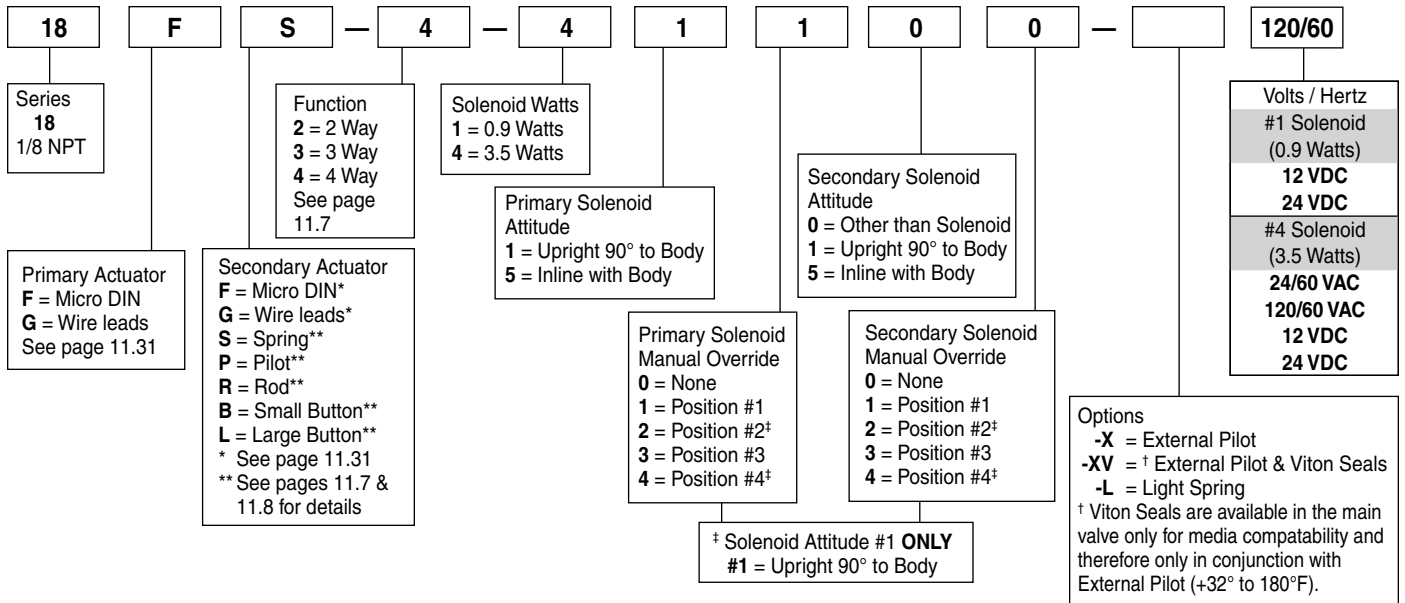 18 F S — 4 — 4 1 1 0 0 — 120/60
Series
18
1/8 NPT
Primary Actuator
F = Micro DIN
G = Wire leads
See page 11.31
Secondary Actuator
F = Micro DIN*
G = Wire leads*
S = Spring**
P = Pilot**
R = Rod**
B = Small Button**
L = Large Button**
* See page 11.31
** See pages 11.7 &
11.8 for details
Function
2 = 2 Way
3 = 3 Way
4 = 4 Way
See page
11.7
Solenoid Watts
1 = 0.9 Watts
4 = 3.5 Watts
Primary Solenoid
Attitude
1 = Upright 90° to Body
5 = Inline with Body
Primary Solenoid
Manual Override
0 = None
1 = Position #1
2 = Position #2‡
3 = Position #3
4 = Position #4‡
Secondary Solenoid
Attitude
0 = Other than Solenoid
1 = Upright 90° to Body
5 = Inline with Body
Secondary Solenoid
Manual Override
0 = None
1 = Position #1
2 = Position #2‡
3 = Position #3
4 = Position #4‡
‡ Solenoid Attitude #1 ONLY
#1 = Upright 90° to Body
Options
-X = External Pilot
-XV = † External Pilot & Viton Seals
-L = Light Spring
† Viton Seals are available in the main
valve only for media compatability and
therefore only in conjunction with
External Pilot (+32° to 180°F).
Volts / Hertz
#1 Solenoid
(0.9 Watts)
12 VDC
24 VDC
#4 Solenoid
(3.5 Watts)
24/60 VAC
120/60 VAC
12 VDC
24 VDC